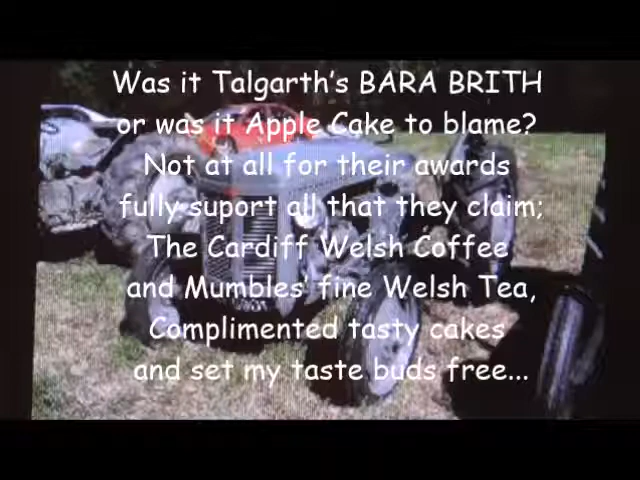 Was it Talgarth's BARA BRITH
or was it Apple Cake to blame?
Not at all for their awards
fully suport all that they claim;
The Cardiff Welsh Coffee
and Mumbles' fine Welsh Tea,
Complimented tasty cakes
and set my taste buds free...